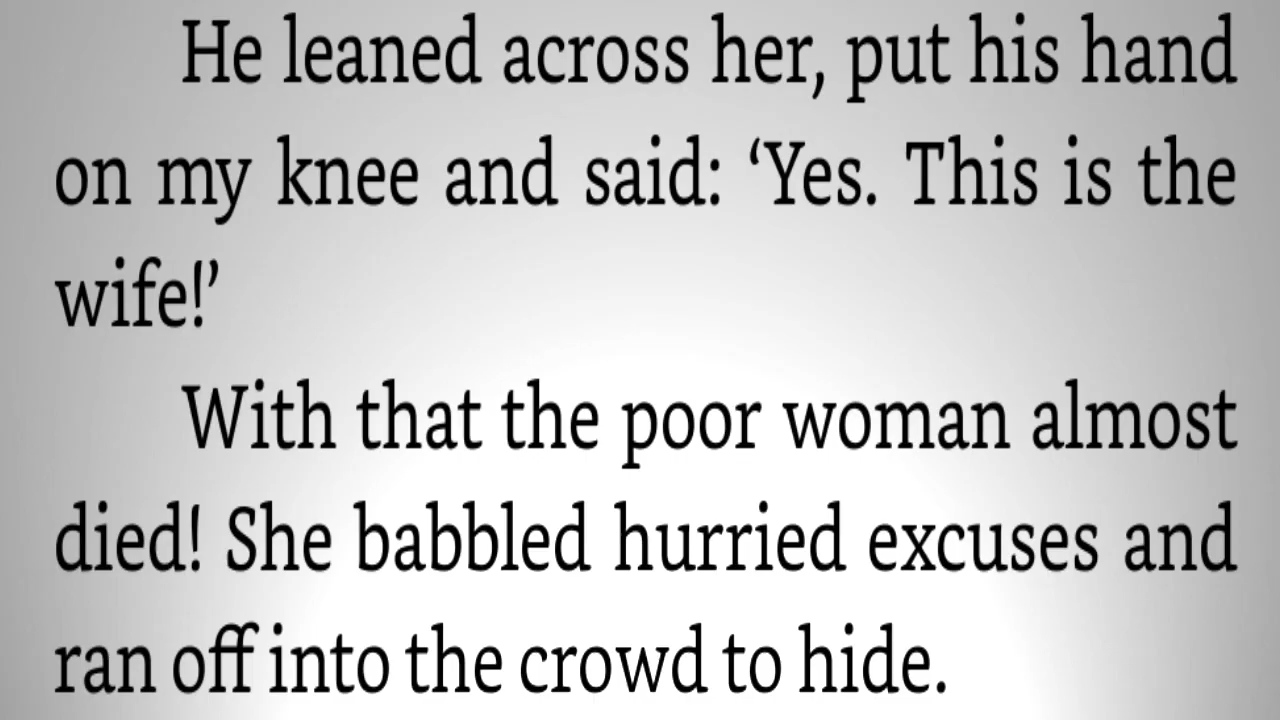 He leaned across her, put his hand
on my knee and said: ‘Yes. This is the
wife!’
With that the poor woman almost
died! She babbled hurried excuses and
ran off into the crowd to hide.